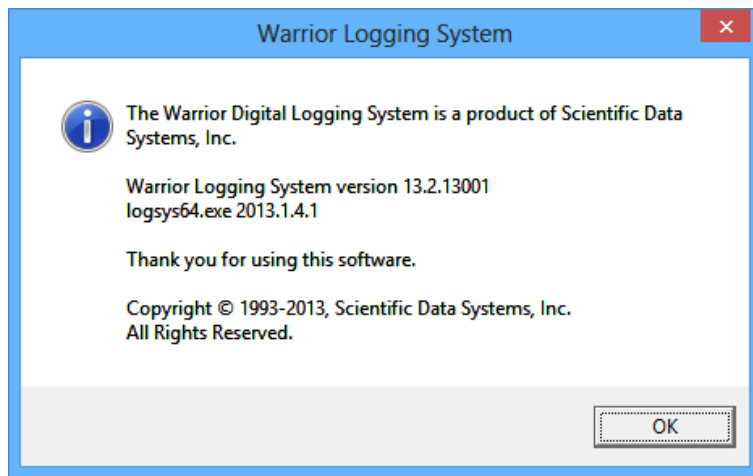 Warrior Logging System
The Warrior Digital Logging System is a product of Scientific Data
Systems, Inc.
Warrior Logging System version 13.2.13001
logsys64.exe 2013.1.4.1
Thank you for using this software.
Copyright © 1993-2013, Scientific Data Systems, Inc.
All Rights Reserved.
OK